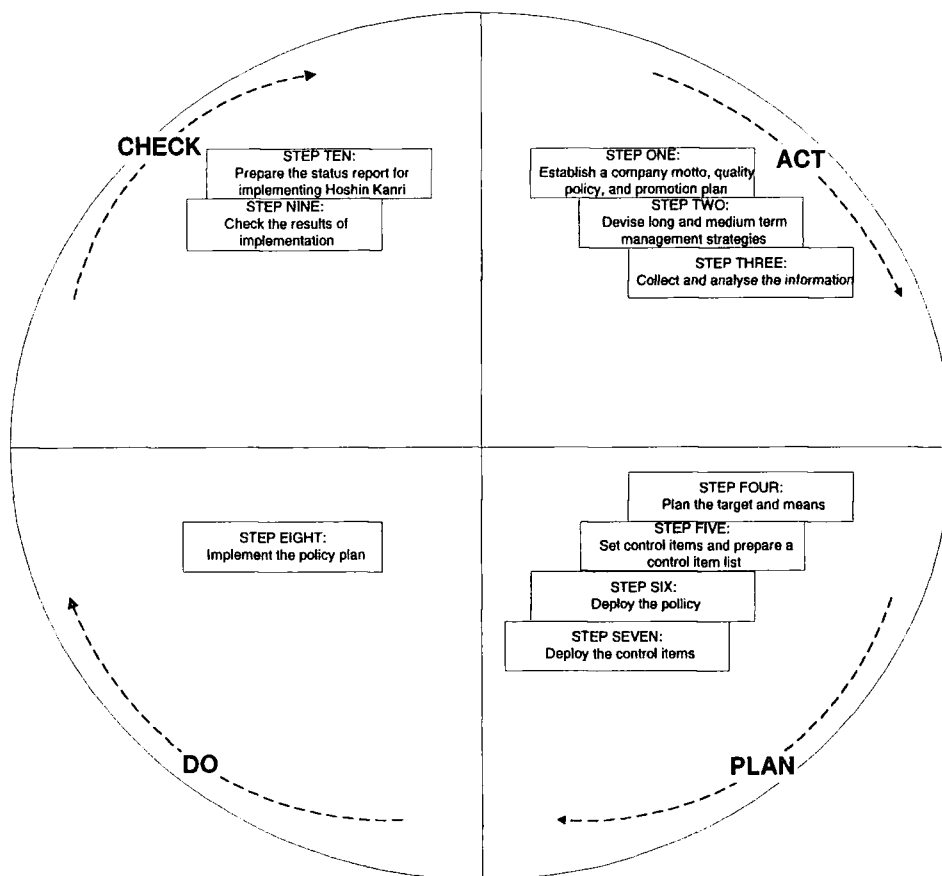 CHECK
STEP TEN:
Prepare the status report for
implementing Hoshin Kanri
STEP NINE:
Check the results of
implementation
ACT
STEP ONE:
Establish a company motto, quality
policy, and promotion plan
STEP TWO:
Devise long and medium term
management strategies
STEP THREE:
Collect and analyse the information
STEP FOUR:
Plan the target and means
STEP FIVE:
Set control items and prepare a
control item list
STEP SIX:
Deploy the pollicy
STEP SEVEN:
Deploy the control items
PLAN
STEP EIGHT:
Implement the policy plan
DO